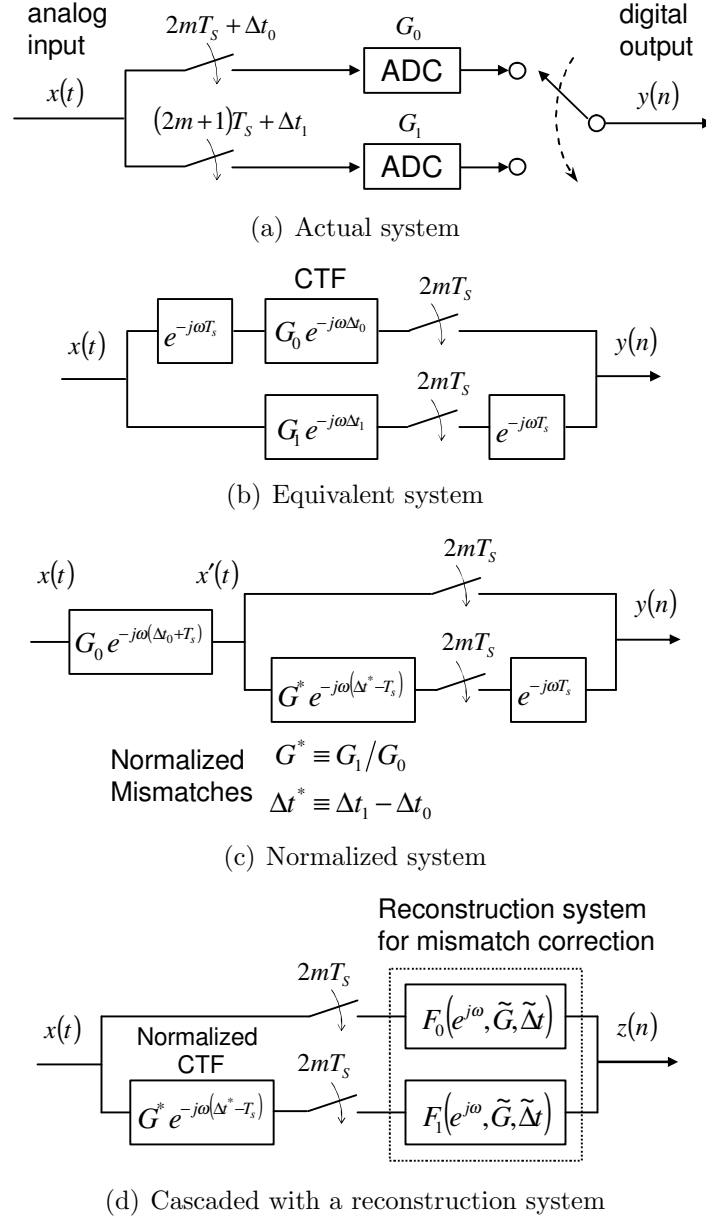 analog input
digital output
2mT_S + Δt_0
G_0
x(t)
ADC
y(n)
(2m+1)T_S + Δt_1
G_1
ADC
(a) Actual system
CTF
2mT_S
e^{-jωT_s}
G_0 e^{-jωΔt_0}
x(t)
y(n)
2mT_S
G_1 e^{-jωΔt_1}
e^{-jωT_s}
(b) Equivalent system
2mT_S
x(t)
x′(t)
y(n)
G_0 e^{-jω(Δt_0+T_s)}
2mT_S
G^* e^{-jω(Δt^*-T_s)}
e^{-jωT_s}
Normalized Mismatches
G^* ≡ G_1/G_0
Δt^* ≡ Δt_1 − Δt_0
(c) Normalized system
Reconstruction system
for mismatch correction
2mT_S
F_0(e^{jω}, G̃, Δ̃t)
x(t)
z(n)
Normalized
CTF
2mT_S
G^* e^{-jω(Δt^*-T_s)}
F_1(e^{jω}, G̃, Δ̃t)
(d) Cascaded with a reconstruction system